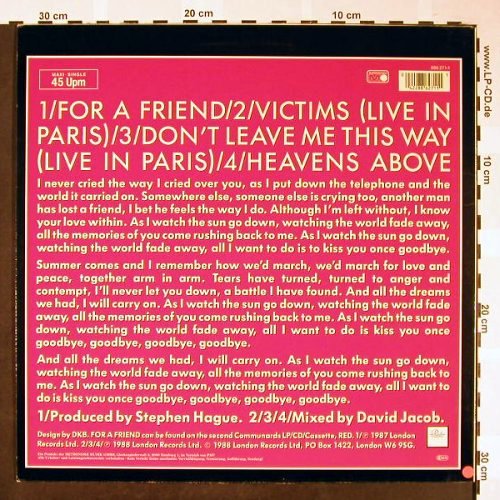 30 cm
20 cm
10 cm
MAXI-SINGLE
45 Upm
886 271-1
1/FOR A FRIEND/2/VICTIMS (LIVE IN
PARIS)/3/DON'T LEAVE ME THIS WAY
(LIVE IN PARIS)/4/HEAVENS ABOVE
I never cried the way I cried over you, as I put down the telephone and the
world it carried on. Somewhere else, someone else is crying too, another man
has lost a friend, I bet he feels the way I do. Although I'm left without, I know
your love within. As I watch the sun go down, watching the world fade away,
all the memories of you come rushing back to me. As I watch the sun go down,
watching the world fade away, all I want to do is to kiss you once goodbye.
Summer comes and I remember how we'd march, we'd march for love and
peace, together arm in arm. Tears have turned, turned to anger and
contempt, I'll never let you down, a battle I have found. And all the dreams
we had, I will carry on. As I watch the sun go down, watching the world fade
away, all the memories of you come rushing back to me. As I watch the sun go
down, watching the world fade away, all I want to do is kiss you once
goodbye, goodbye, goodbye, goodbye.
And all the dreams we had, I will carry on. As I watch the sun go down,
watching the world fade away, all the memories of you come rushing back to
me. As I watch the sun go down, watching the world fade away, all I want to
do is kiss you once goodbye, goodbye, goodbye, goodbye, goodbye.
1/Produced by Stephen Hague. 2/3/4/Mixed by David Jacob.
Design by DKB. FOR A FRIEND can be found on the second Communards LP/CD/Cassette, RED. 1/℗ 1987 London
Records Ltd. 2/3/4/℗ 1988 London Records Ltd. © 1988 London Records Ltd, PO Box 1422, London W6 9SG.
www.LP-CD.de
10 cm
20 cm
30 cm